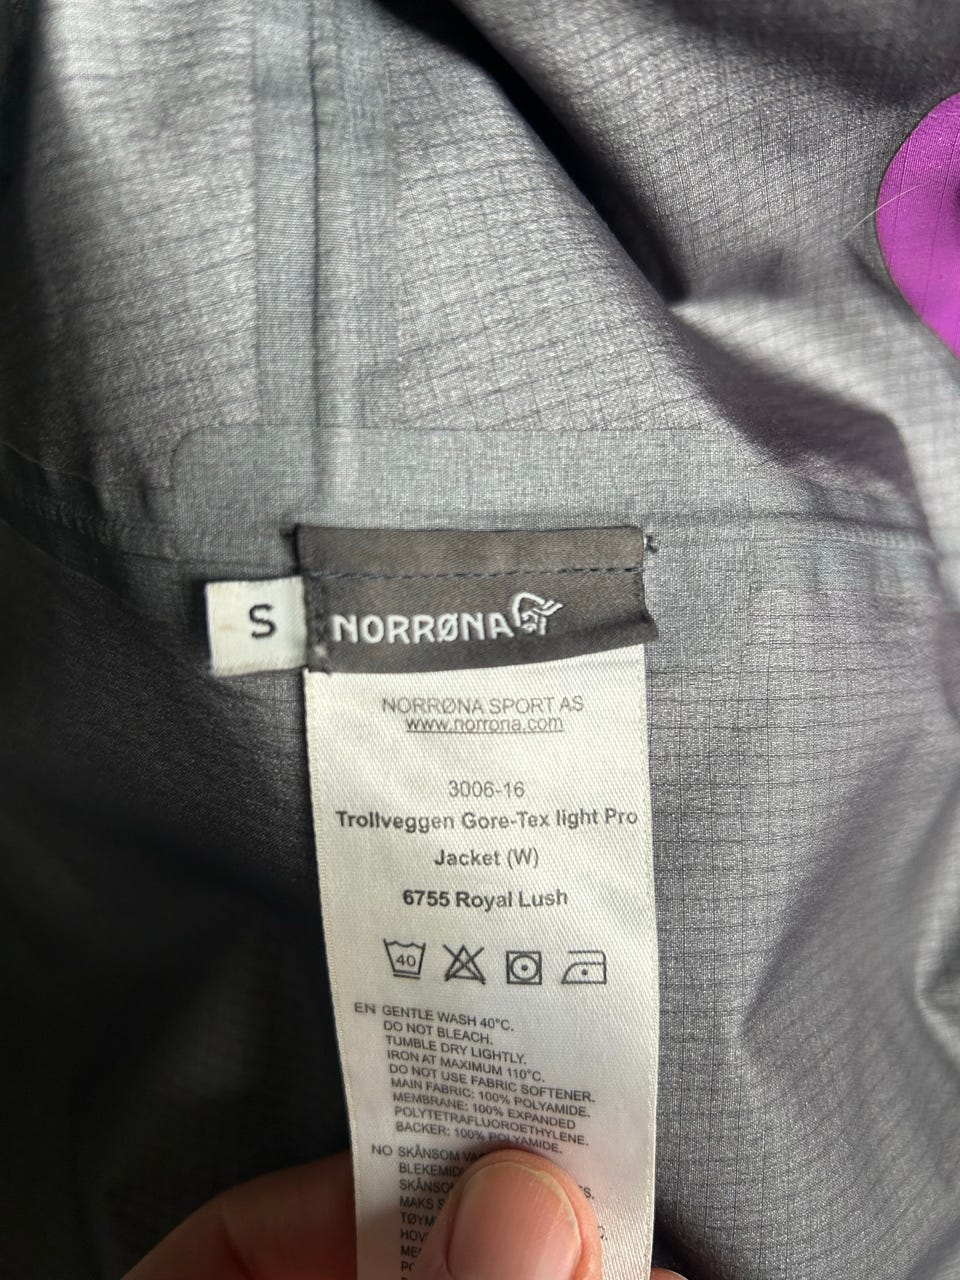 S
NORRØNA
NORRØNA SPORT AS
www.norrona.com
3006-16
Trollveggen Gore-Tex light Pro
Jacket (W)
6755 Royal Lush
40
EN GENTLE WASH 40°C.
DO NOT BLEACH.
TUMBLE DRY LIGHTLY.
IRON AT MAXIMUM 110°C.
DO NOT USE FABRIC SOFTENER.
MAIN FABRIC: 100% POLYAMIDE.
MEMBRANE: 100% EXPANDED
POLYTETRAFLUOROETHYLENE.
BACKER: 100% POLYAMIDE.
NO SKÅNSOM
MAKS